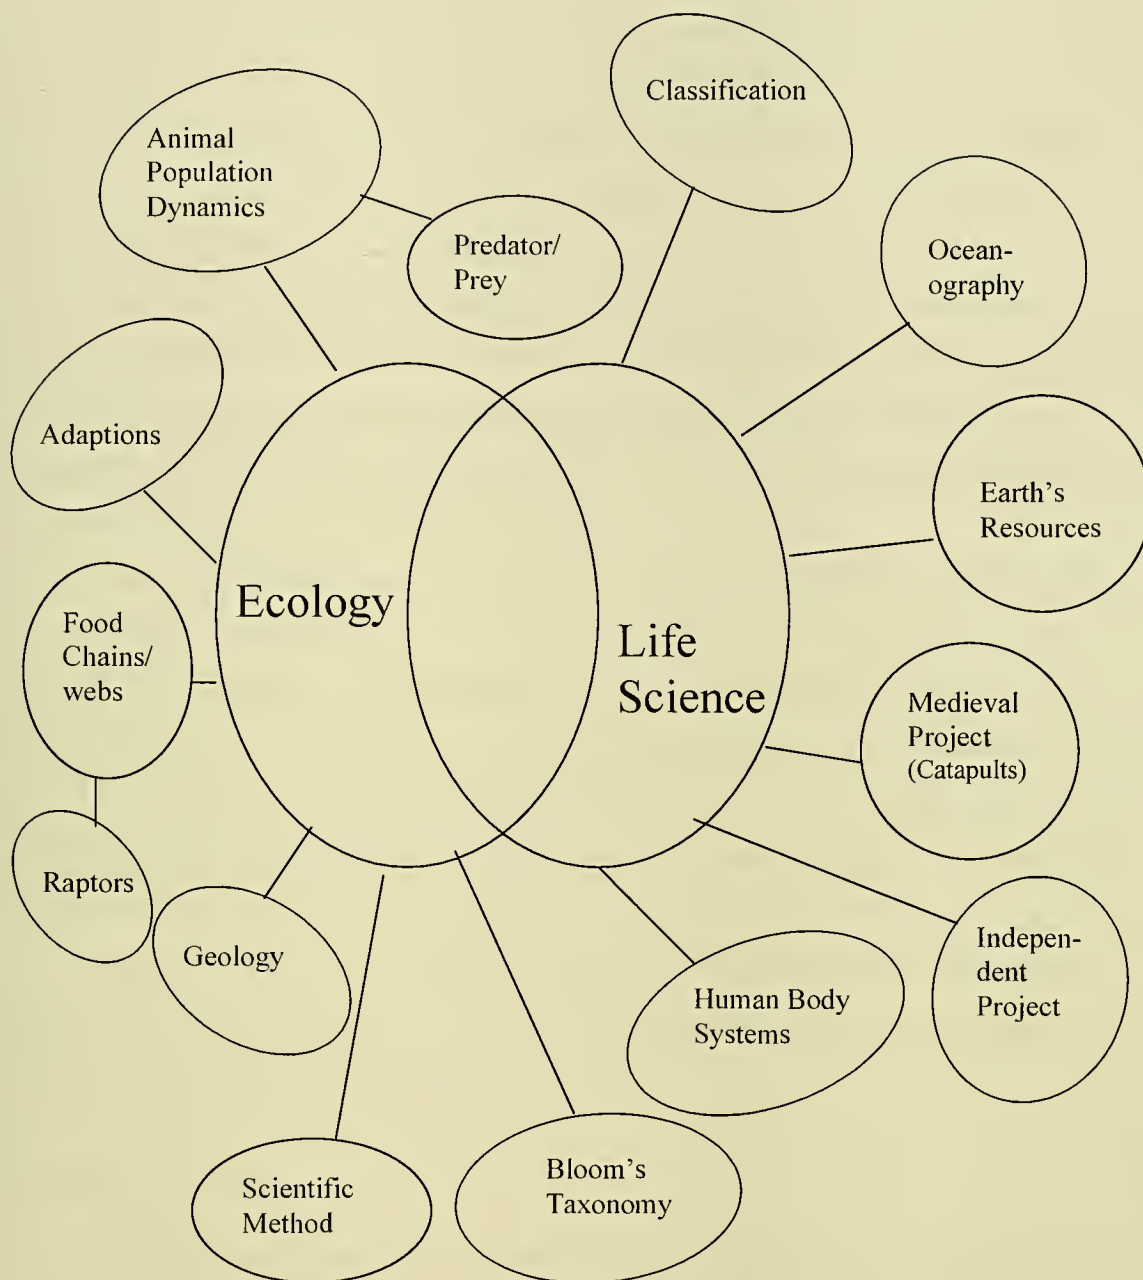 Classification
Animal
Population
Dynamics
Predator/
Prey
Ocean-
ography
Adaptions
Earth's
Resources
Ecology
Food
Chains/
webs
Life
Science
Medieval
Project
(Catapults)
Raptors
Geology
Indepen-
dent
Project
Human Body
Systems
Scientific
Method
Bloom's
Taxonomy